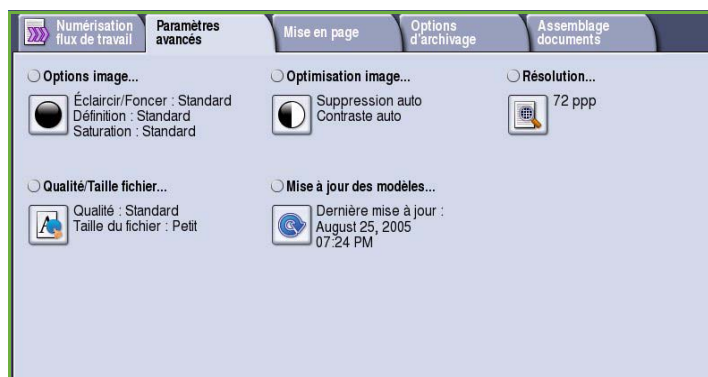 Numérisation
flux de travail
Paramètres
avancés
Mise en page
Options
d'archivage
Assemblage
documents
Options image...
Éclaircir/Foncer : Standard
Définition : Standard
Saturation : Standard
Optimisation image...
Suppression auto
Contraste auto
Résolution...
72 ppp
Qualité/Taille fichier...
Qualité : Standard
Taille du fichier : Petit
Mise à jour des modèles...
Dernière mise à jour :
August 25, 2005
07:24 PM